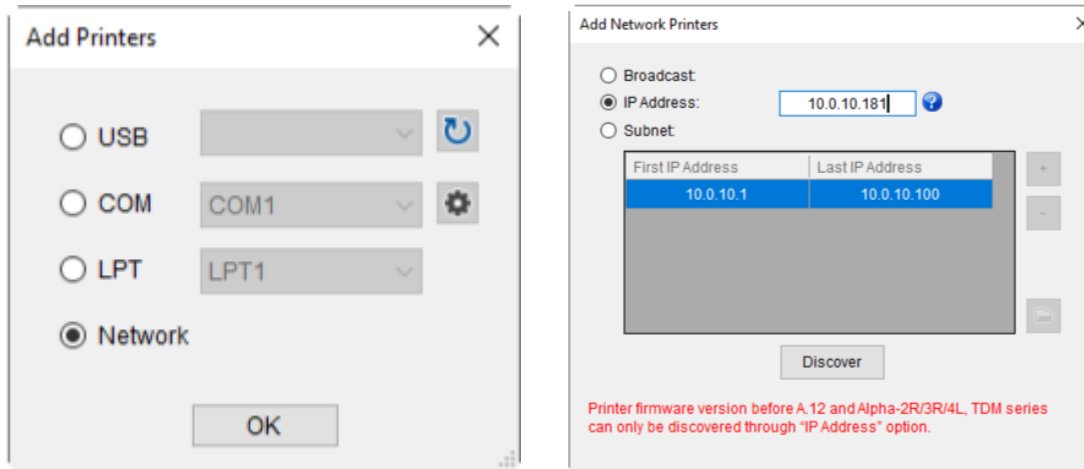 Add Printers
USB
COM COM1
LPT LPT1
Network
OK
Add Network Printers
Broadcast:
IP Address: 10.0.10.181
Subnet:
First IP Address Last IP Address
10.0.10.1 10.0.10.100
+
-
Discover
Printer firmware version before A.12 and Alpha-2R/3R/4L, TDM series
can only be discovered through “IP Address” option.